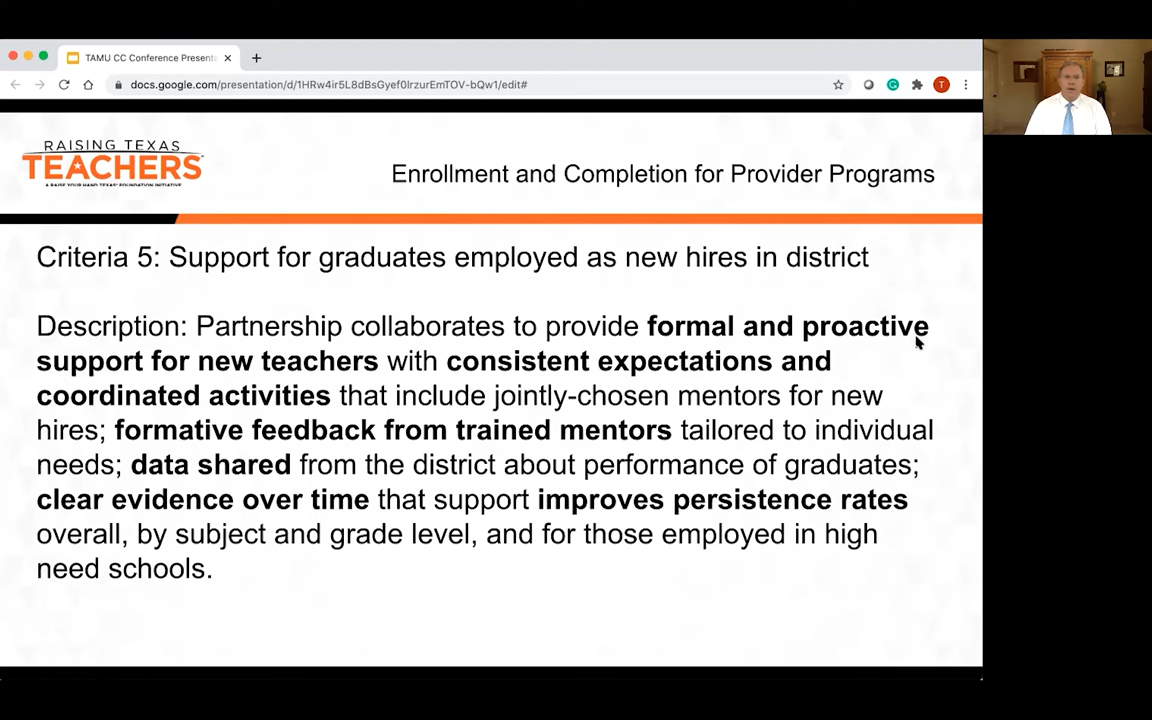 TAMU CC Conference Present
docs.google.com/presentation/d/1HRw4ir5L8dBsGyef0IrzurEmTOV-bQw1/edit#
T
RAISING TEXAS
TEACHERS
A RAISE YOUR HAND TEXAS FOUNDATION INITIATIVE
Enrollment and Completion for Provider Programs
Criteria 5: Support for graduates employed as new hires in district
Description: Partnership collaborates to provide formal and proactive
support for new teachers with consistent expectations and
coordinated activities that include jointly-chosen mentors for new
hires; formative feedback from trained mentors tailored to individual
needs; data shared from the district about performance of graduates;
clear evidence over time that support improves persistence rates
overall, by subject and grade level, and for those employed in high
need schools.